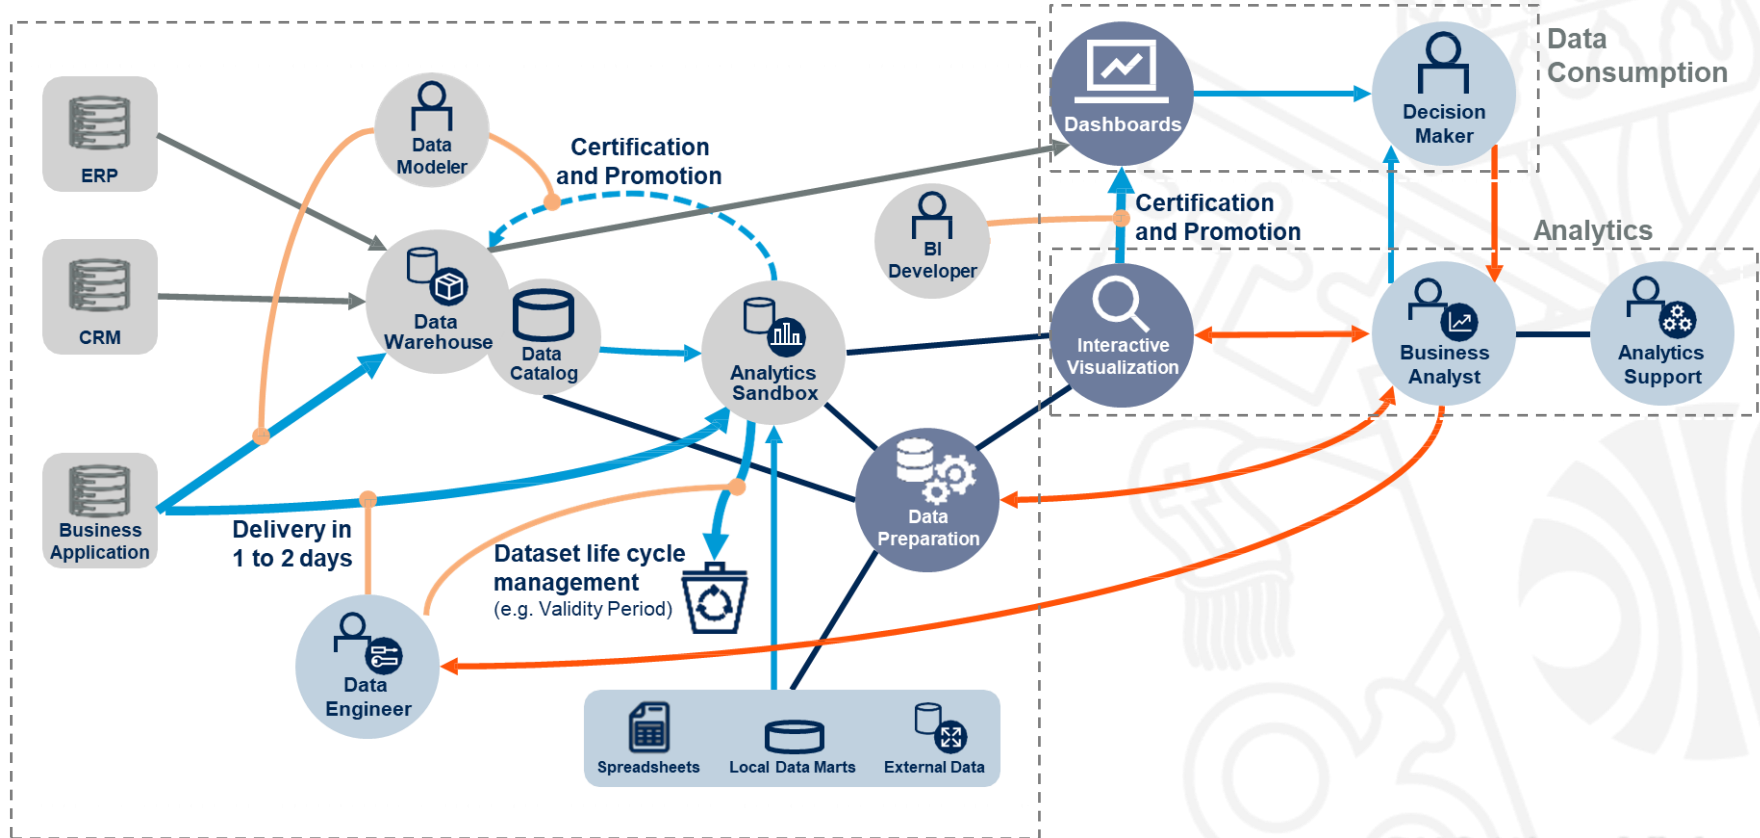 Data
Consumption
Dashboards
Decision
Maker
ERP
Data
Modeler
Certification
and Promotion
BI
Developer
Certification
and Promotion
Analytics
CRM
Data
Warehouse
Data
Catalog
Analytics
Sandbox
Interactive
Visualization
Business
Analyst
Analytics
Support
Business
Application
Delivery in
1 to 2 days
Dataset life cycle
management
(e.g. Validity Period)
Data
Preparation
Data
Engineer
Spreadsheets
Local Data Marts
External Data